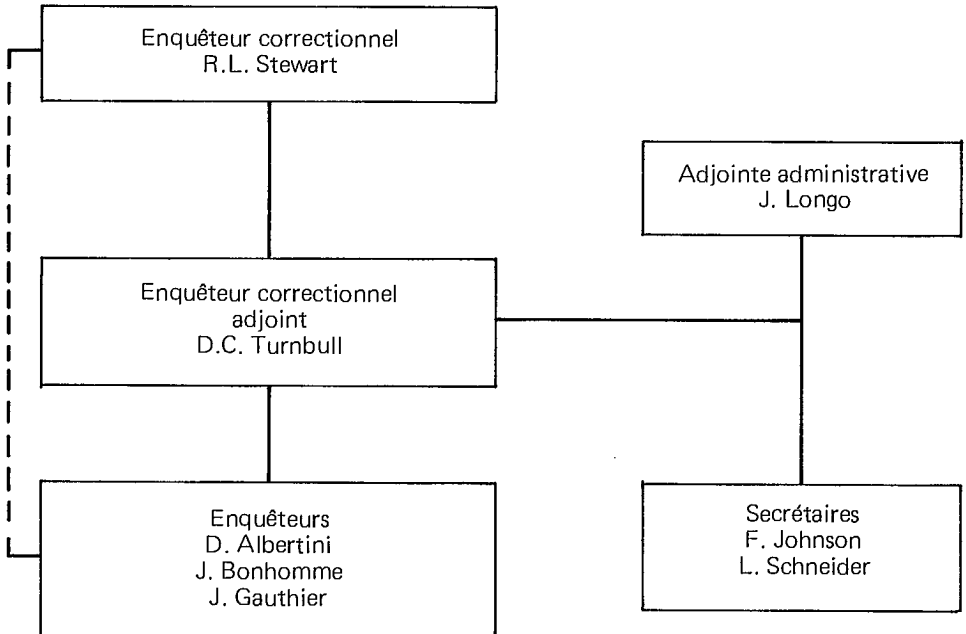 Enquêteur correctionnel
R.L. Stewart
Adjointe administrative
J. Longo
Enquêteur correctionnel
adjoint
D.C. Turnbull
Enquêteurs
D. Albertini
J. Bonhomme
J. Gauthier
Secrétaires
F. Johnson
L. Schneider